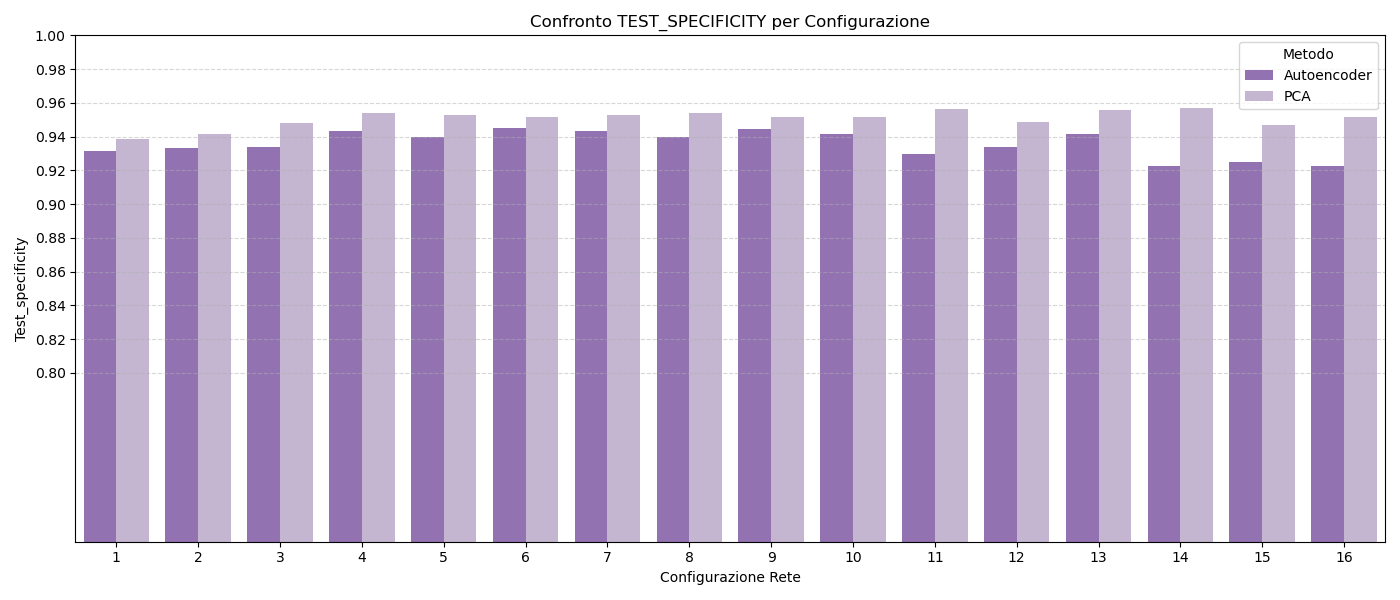 Confronto TEST_SPECIFICITY per Configurazione
Metodo
Autoencoder
PCA
Test_specificity
1.00
0.98
0.96
0.94
0.92
0.90
0.88
0.86
0.84
0.82
0.80
1 2 3 4 5 6 7 8 9 10 11 12 13 14 15 16
Configurazione Rete